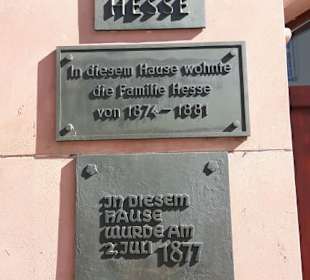 HESSE
In diesem Hause wohnte
die Familie Hesse
von 1874 – 1881
IN DIESEM
HAUSE
WURDE AM
2. JULI 1877